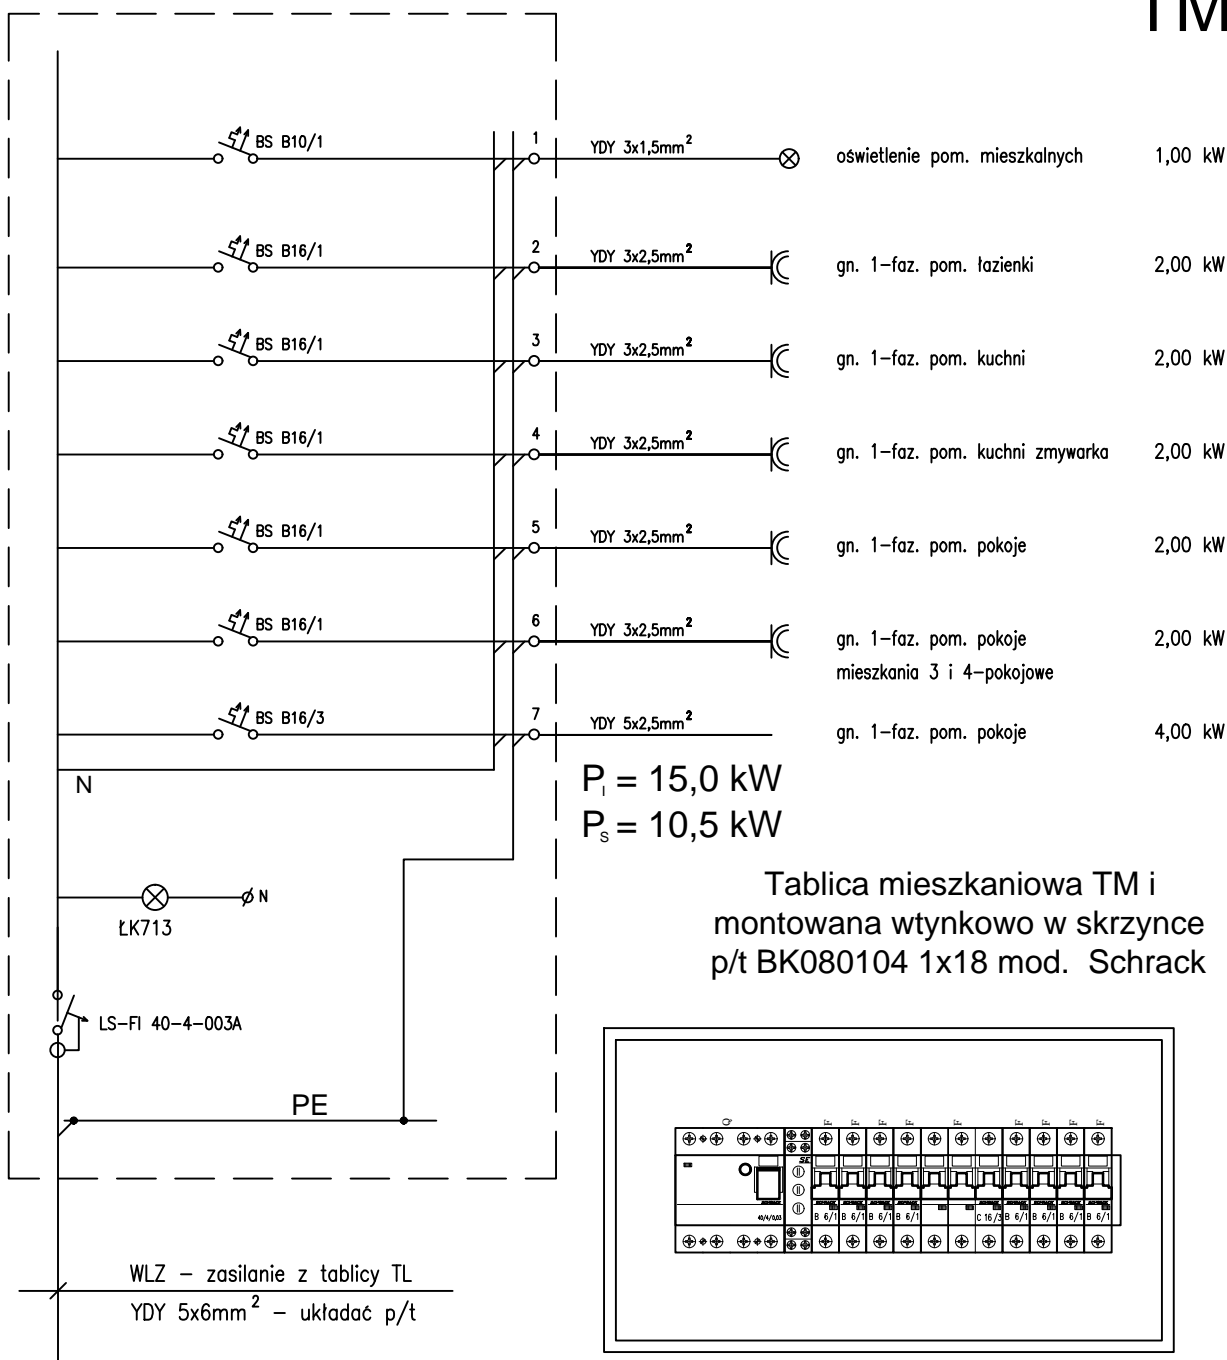 TM
1
BS B10/1 YDY 3x1,5mm² oświetlenie pom. mieszkalnych 1,00 kW
2
BS B16/1 YDY 3x2,5mm² gn. 1-faz. pom. łazienki 2,00 kW
3
BS B16/1 YDY 3x2,5mm² gn. 1-faz. pom. kuchni 2,00 kW
4
BS B16/1 YDY 3x2,5mm² gn. 1-faz. pom. kuchni zmywarka 2,00 kW
5
BS B16/1 YDY 3x2,5mm² gn. 1-faz. pom. pokoje 2,00 kW
6
BS B16/1 YDY 3x2,5mm² gn. 1-faz. pom. pokoje 2,00 kW
mieszkania 3 i 4-pokojowe
7
BS B16/3 YDY 5x2,5mm² gn. 1-faz. pom. pokoje 4,00 kW
N
P_I = 15,0 kW
P_S = 10,5 kW
N
ŁK713
Tablica mieszkaniowa TM i
montowana wtynkowo w skrzynce
p/t BK080104 1x18 mod. Schrack
LS-FI 40-4-003A
PE
Q F F F F F F F F F
40/4/0,03 B 6/1 B 6/1 B 6/1 B 6/1 C 16/3 B 6/1 B 6/1 B 6/1 B 6/1
WLZ – zasilanie z tablicy TL
YDY 5x6mm² – układać p/t